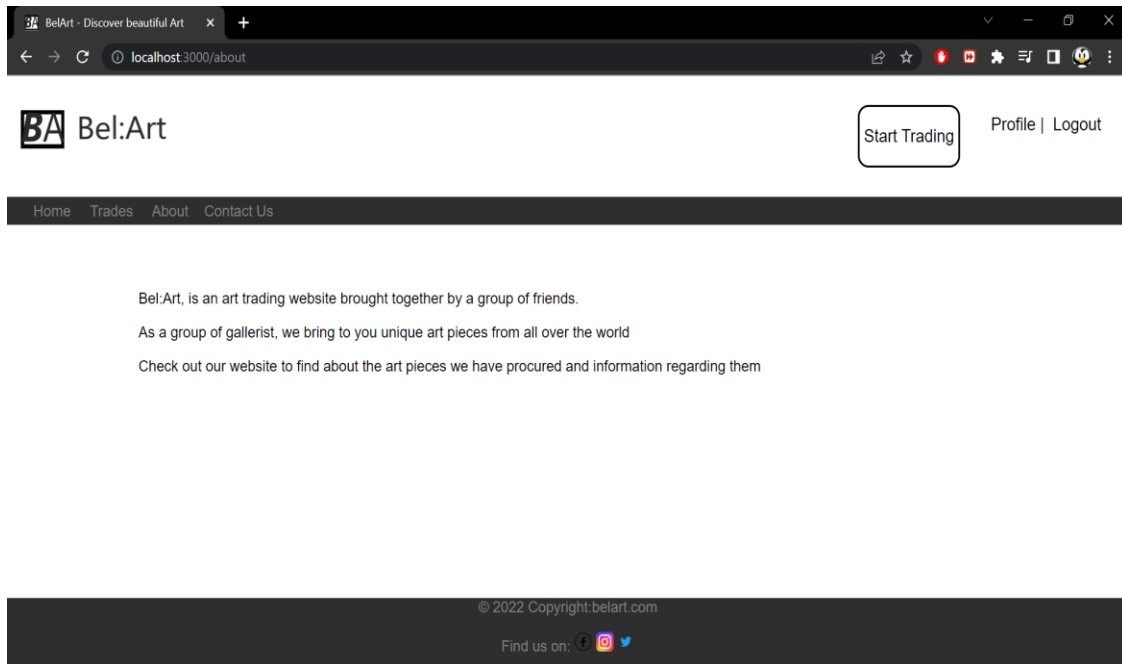 BelArt - Discover beautiful Art
localhost:3000/about
BA Bel:Art
Start Trading
Profile | Logout
Home Trades About Contact Us
Bel:Art, is an art trading website brought together by a group of friends.
As a group of gallerist, we bring to you unique art pieces from all over the world
Check out our website to find about the art pieces we have procured and information regarding them
© 2022 Copyright:belart.com
Find us on: